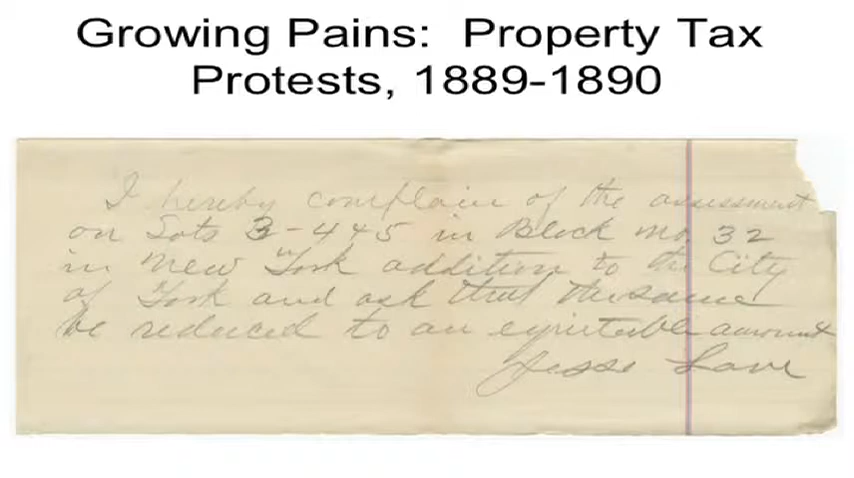 Growing Pains: Property Tax
Protests, 1889-1890
I hereby complain of the assessment
on Lots 3-4+5 in Block No. 32
in New York addition to the City
of York and ask that the same
be reduced to an equitable amount
Jesse Love